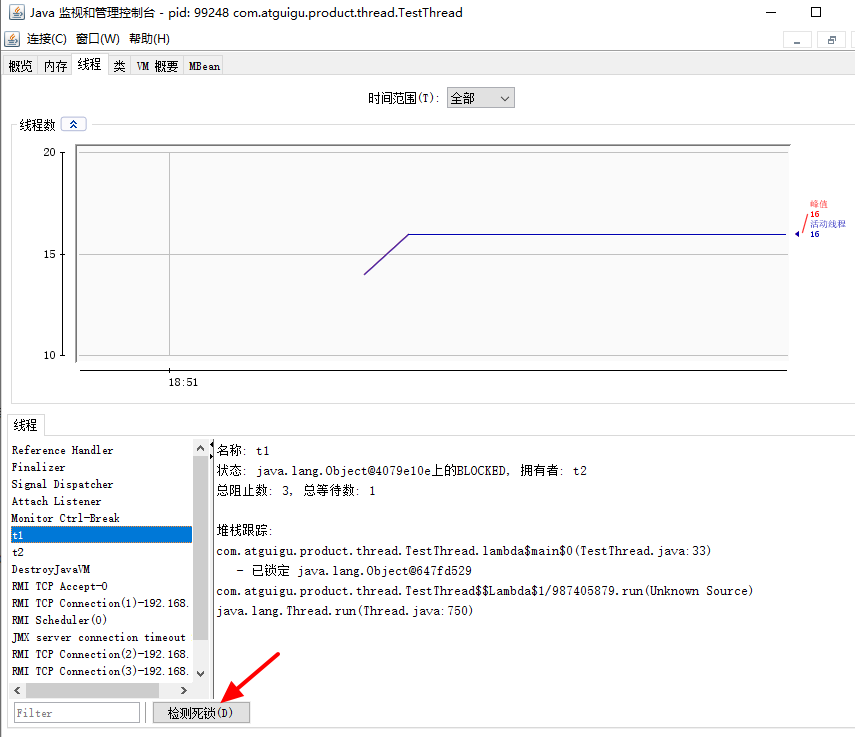 Java 监视和管理控制台 - pid: 99248 com.atguigu.product.thread.TestThread
连接(C) 窗口(W) 帮助(H)
概览 内存 线程 类 VM 概要 MBean
时间范围(T): 全部
线程数
20
15
10
18:51
峰值
16
活动线程
16
线程
Reference Handler
Finalizer
Signal Dispatcher
Attach Listener
Monitor Ctrl-Break
t1
t2
DestroyJavaVM
RMI TCP Accept-0
RMI TCP Connection(1)-192.168.
RMI Scheduler(0)
JMX server connection timeout
RMI TCP Connection(2)-192.168.
RMI TCP Connection(3)-192.168.
名称: t1
状态: java.lang.Object@4079e10e上的BLOCKED, 拥有者: t2
总阻止数: 3, 总等待数: 1
堆栈跟踪:
com.atguigu.product.thread.TestThread.lambda$main$0(TestThread.java:33)
- 已锁定 java.lang.Object@647fd529
com.atguigu.product.thread.TestThread$$Lambda$1/987405879.run(Unknown Source)
java.lang.Thread.run(Thread.java:750)
Filter
检测死锁(D)